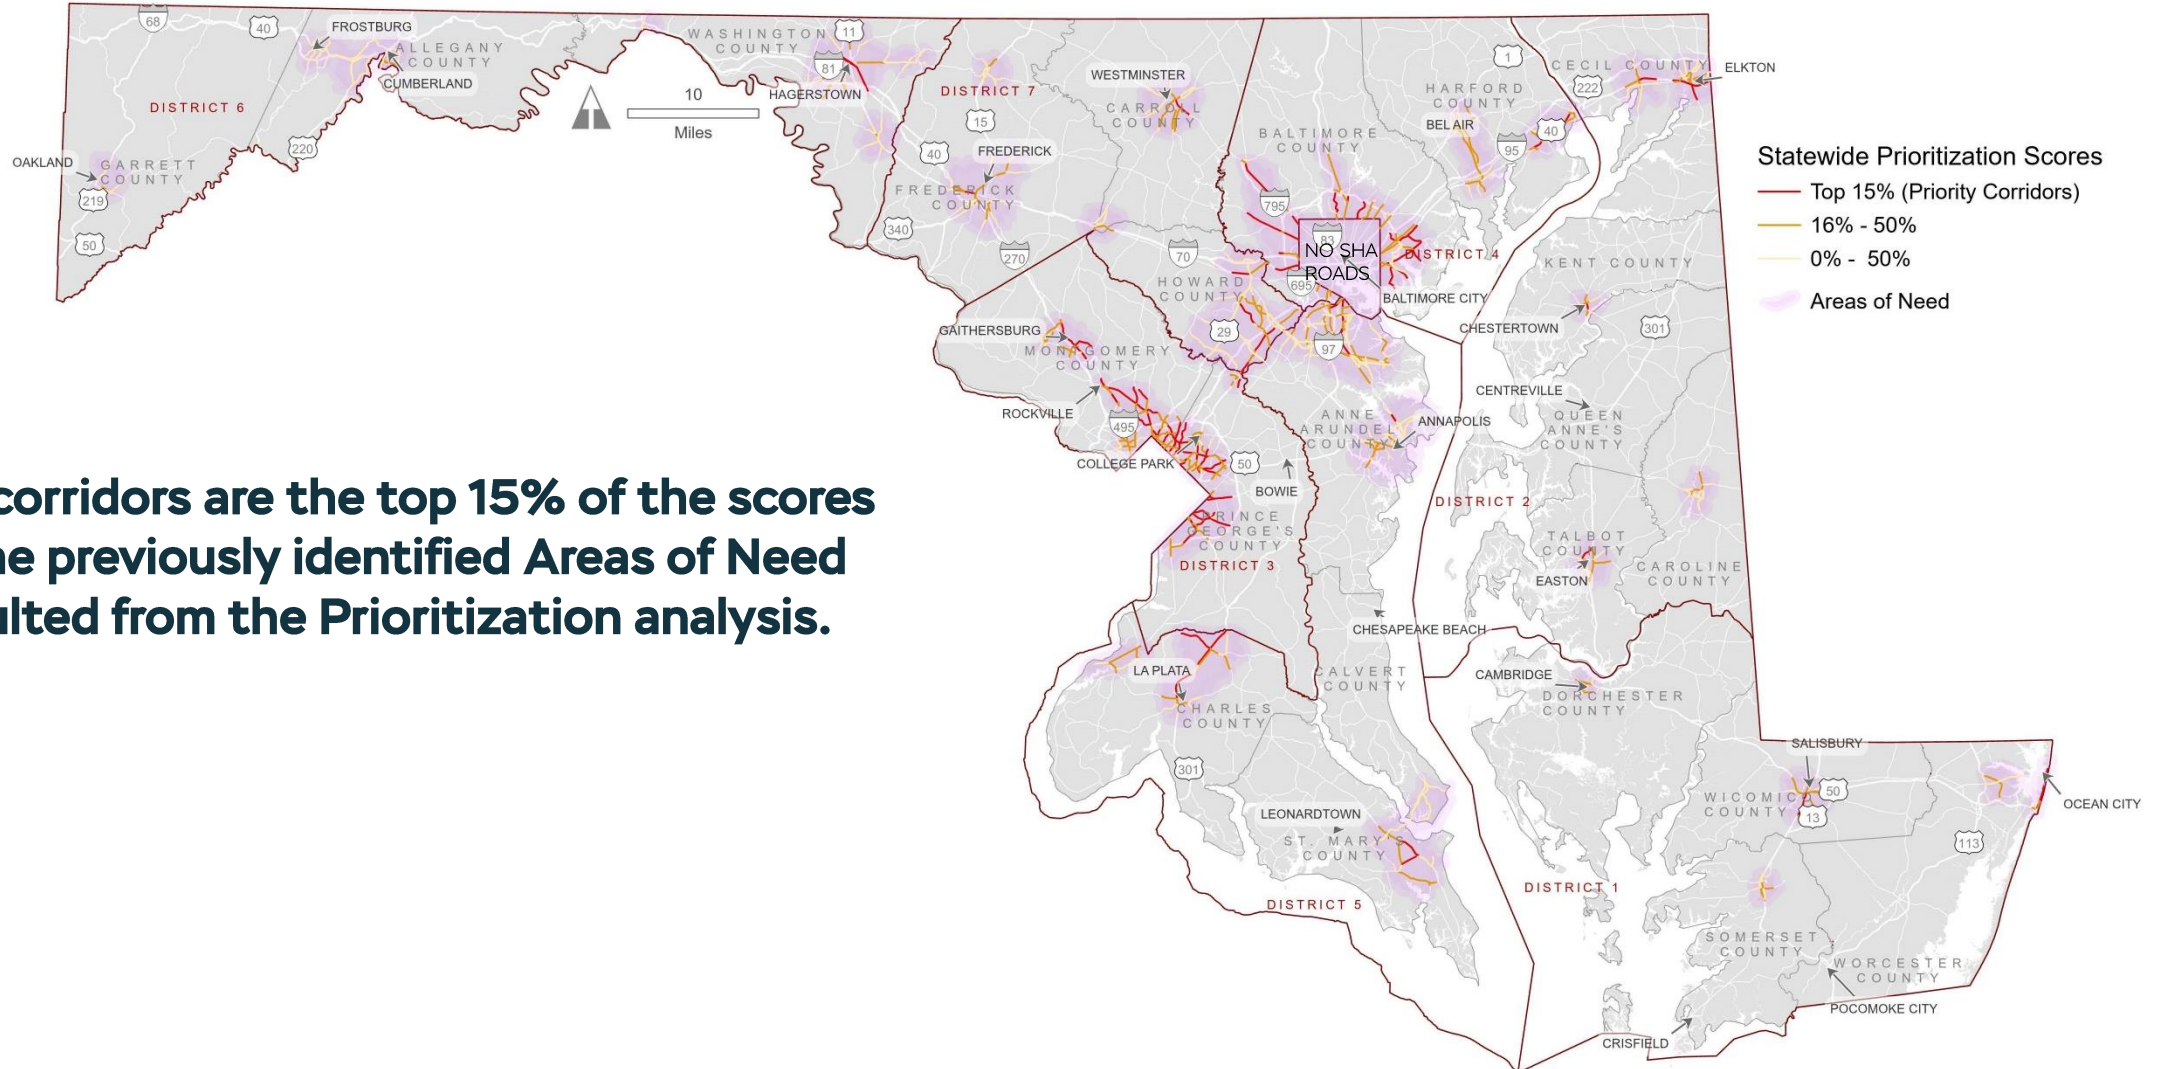 68
40
FROSTBURG
ALLEGANY
COUNTY
CUMBERLAND
DISTRICT 6
220
OAKLAND
GARRETT
COUNTY
219
50
10
Miles
WASHINGTON
COUNTY
11
81
HAGERSTOWN
DISTRICT 7
15
40
FREDERICK
FREDERICK
COUNTY
340
270
WESTMINSTER
CARROLL
COUNTY
70
BALTIMORE
COUNTY
795
83
NO SHA
ROADS
695
DISTRICT 4
BALTIMORE CITY
HARFORD
COUNTY
BEL AIR
1
95
40
222
CECIL COUNTY
ELKTON
Statewide Prioritization Scores
Top 15% (Priority Corridors)
16% - 50%
0% - 50%
Areas of Need
HOWARD
COUNTY
29
97
GAITHERSBURG
MONTGOMERY
COUNTY
ROCKVILLE
495
COLLEGE PARK
50
BOWIE
ANNE
ARUNDEL
COUNTY
ANNAPOLIS
KENT COUNTY
CHESTERTOWN
301
CENTREVILLE
QUEEN
ANNE'S
COUNTY
DISTRICT 2
corridors are the top 15% of the scores
previously identified Areas of Need
from the Prioritization analysis.
PRINCE
GEORGE'S
COUNTY
DISTRICT 3
TALBOT
COUNTY
EASTON
CAROLINE
COUNTY
CHESAPEAKE BEACH
LA PLATA
CHARLES
COUNTY
CALVERT
COUNTY
CAMBRIDGE
DORCHESTER
COUNTY
301
LEONARDTOWN
ST. MARY'S
COUNTY
DISTRICT 5
SALISBURY
50
WICOMICO
COUNTY
13
OCEAN CITY
113
DISTRICT 1
SOMERSET
COUNTY
WORCESTER
COUNTY
POCOMOKE CITY
CRISFIELD